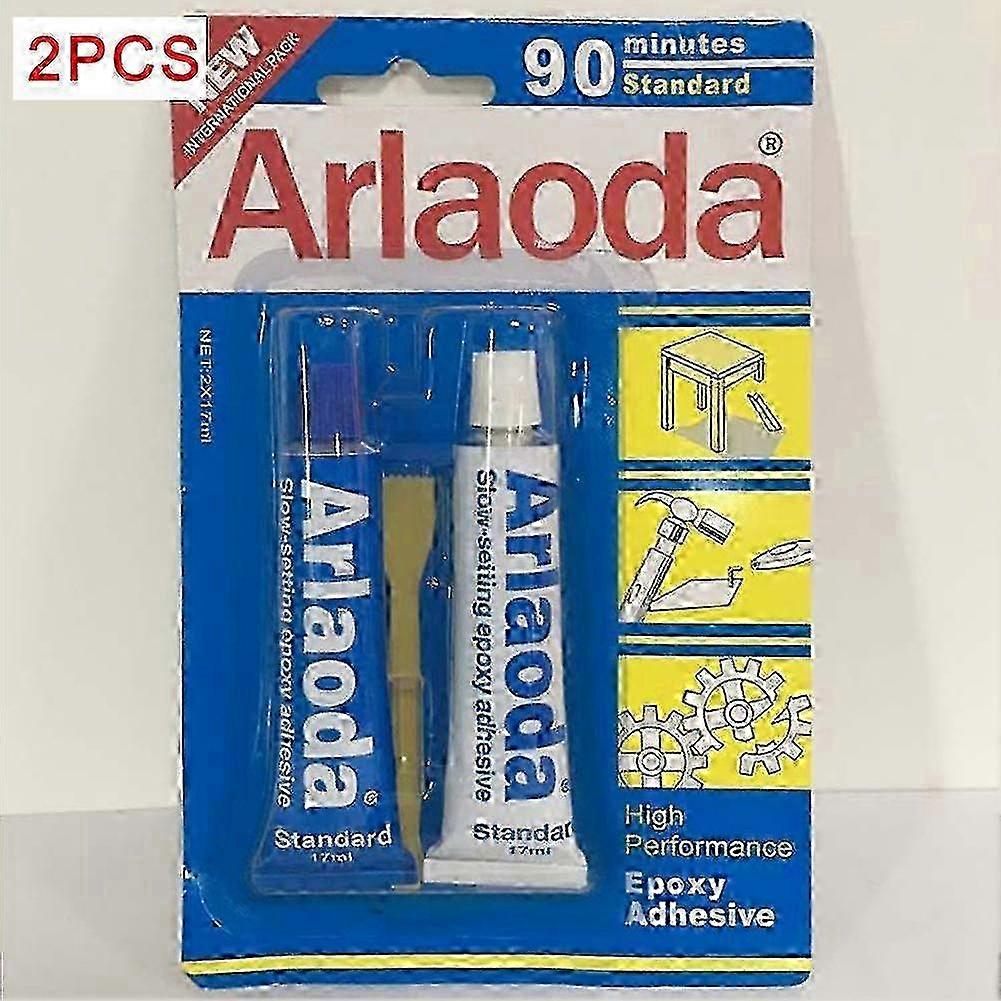 2PCS
NEW
INTERNATIONAL PACK
90 minutes
Standard
Arlaoda®
NET:2X17ml
Arlaoda®
Slow-setting epoxy adhesive
Standard
17ml
Arlaoda®
Slow-setting epoxy adhesive
Standar
17ml
High
Performance
Epoxy
Adhesive